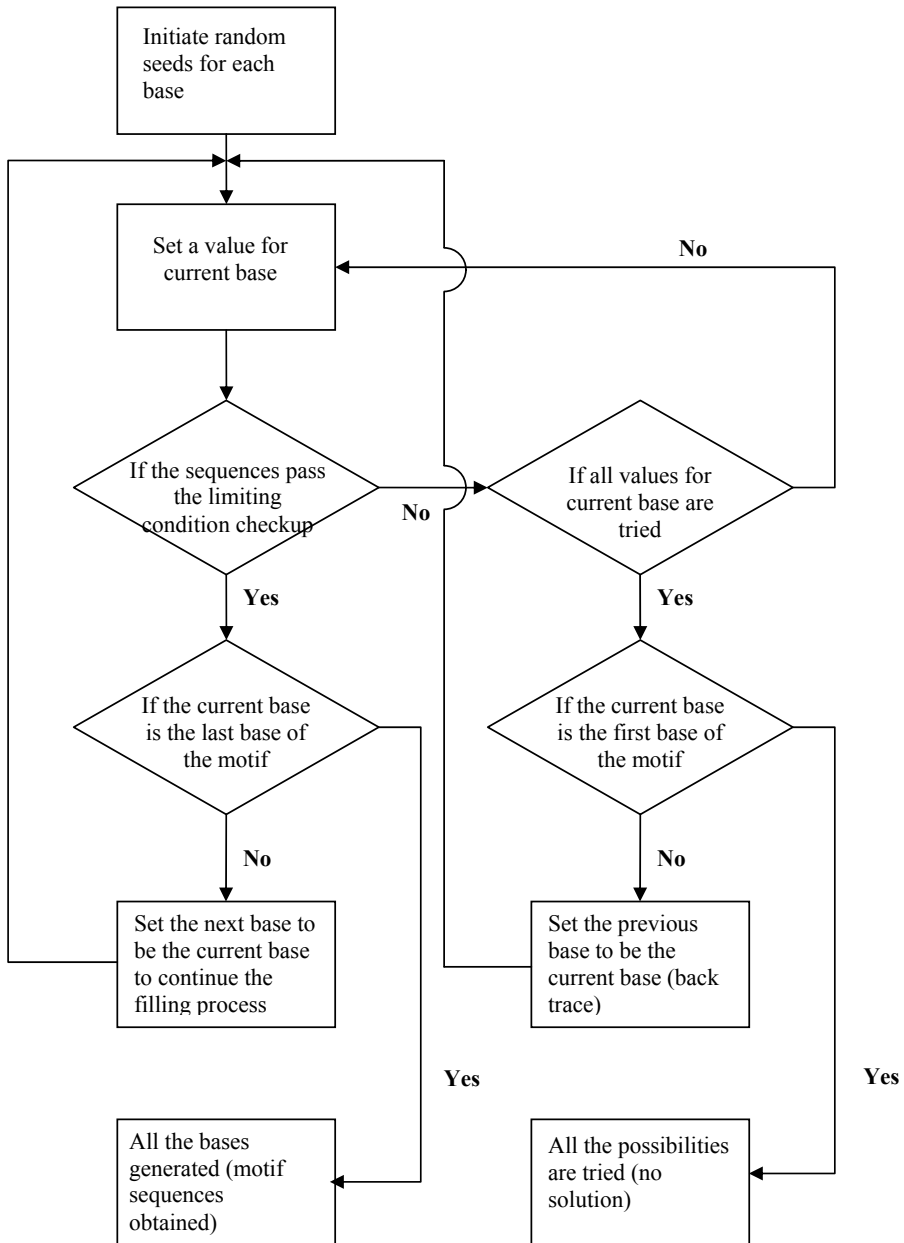 Initiate random
seeds for each
base
Set a value for
current base
No
If the sequences pass
the limiting
condition checkup
No
If all values for
current base are
tried
Yes
Yes
If the current base
is the last base of
the motif
If the current base
is the first base of
the motif
No
No
Set the next base to
be the current base
to continue the
filling process
Set the previous
base to be the
current base (back
trace)
Yes
Yes
All the bases
generated (motif
sequences
obtained)
All the possibilities
are tried (no
solution)